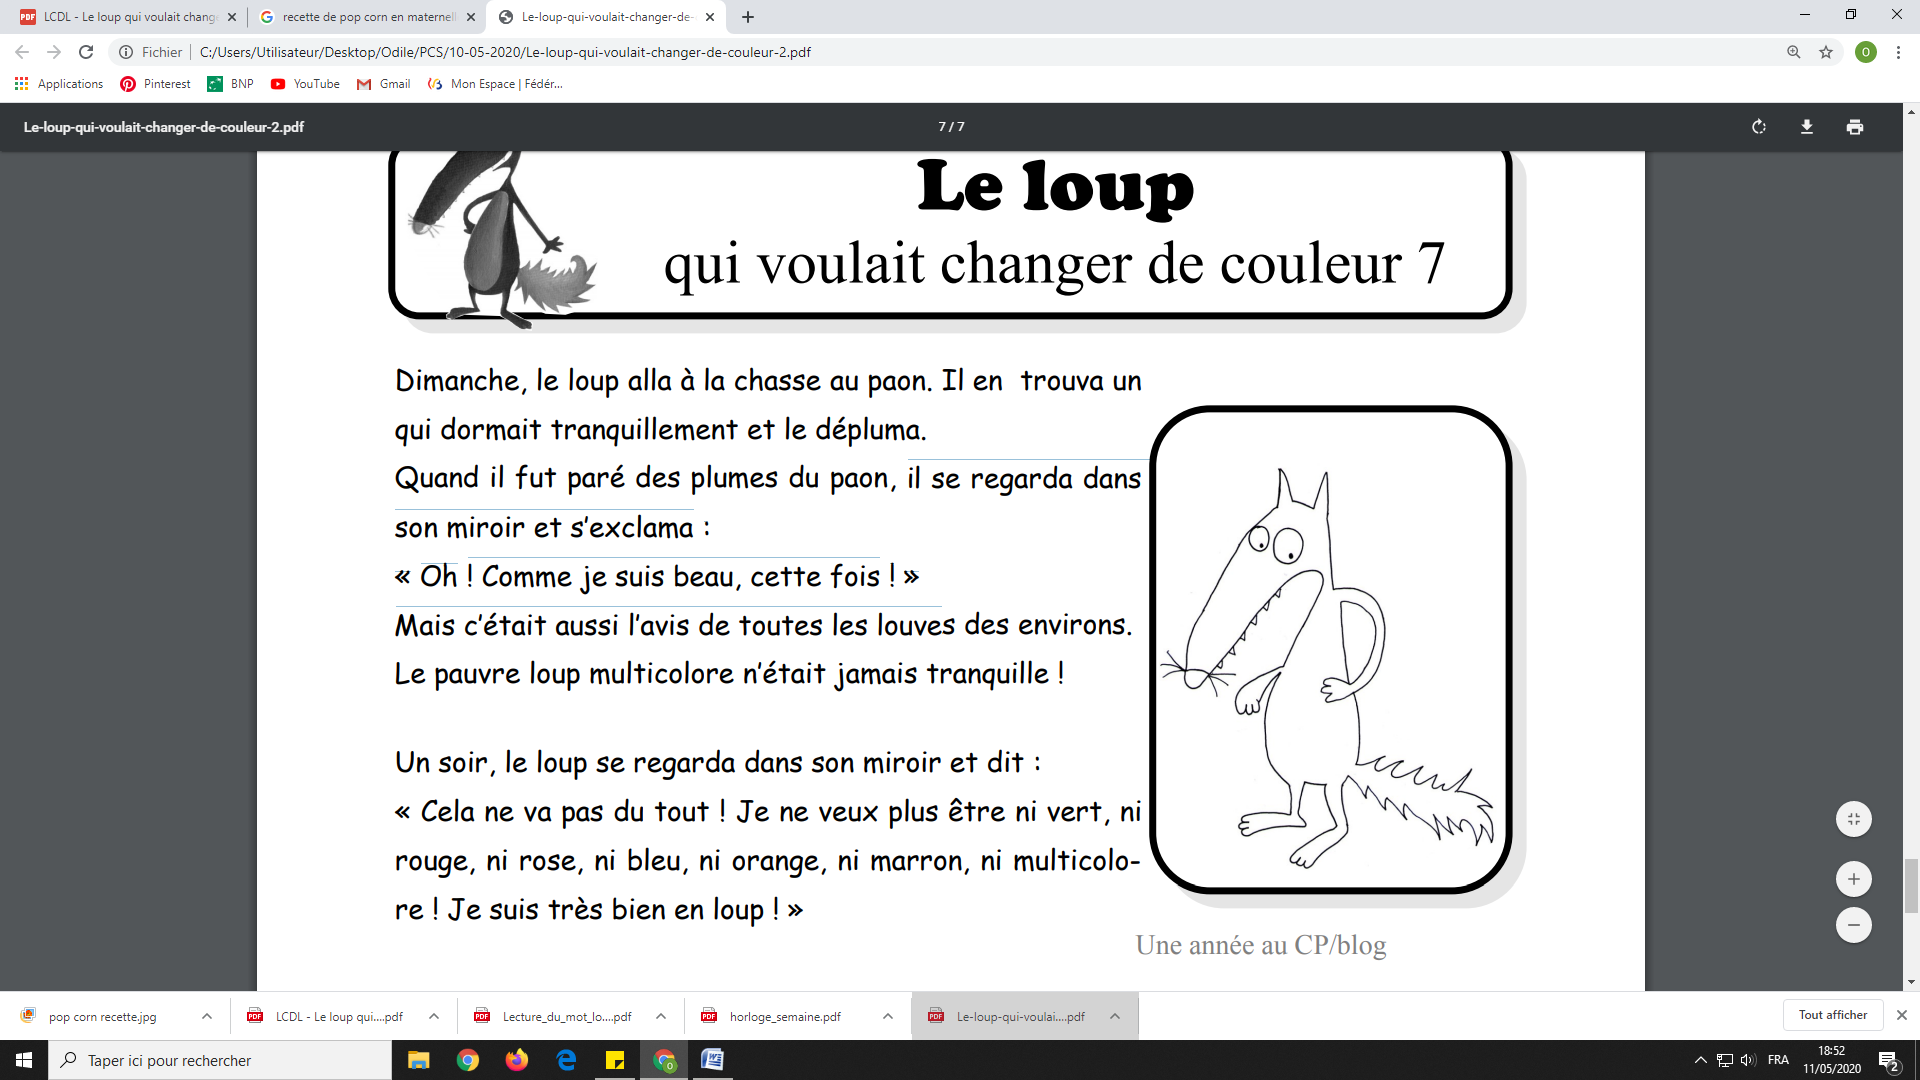 LCDL - Le loup qui voulait change
recette de pop corn en maternell
Le-loup-qui-voulait-changer-de-
Fichier
C:/Users/Utilisateur/Desktop/Odile/PCS/10-05-2020/Le-loup-qui-voulait-changer-de-couleur-2.pdf
O
Applications
Pinterest
BNP
YouTube
Gmail
Mon Espace | Fédér...
Le-loup-qui-voulait-changer-de-couleur-2.pdf
7 / 7
Le loup
qui voulait changer de couleur 7
Dimanche, le loup alla à la chasse au paon. Il en trouva un
qui dormait tranquillement et le dépluma.
Quand il fut paré des plumes du paon, il se regarda dans
son miroir et s'exclama :
« Oh ! Comme je suis beau, cette fois ! »
Mais c'était aussi l'avis de toutes les louves des environs.
Le pauvre loup multicolore n'était jamais tranquille !
Un soir, le loup se regarda dans son miroir et dit :
« Cela ne va pas du tout ! Je ne veux plus être ni vert, ni
rouge, ni rose, ni bleu, ni orange, ni marron, ni multicolo-
re ! Je suis très bien en loup ! »
Une année au CP/blog
pop corn recette.jpg
LCDL - Le loup qui....pdf
Lecture_du_mot_lo....pdf
horloge_semaine.pdf
Le-loup-qui-voulai....pdf
Tout afficher
Taper ici pour rechercher
FRA
18:52
11/05/2020
2